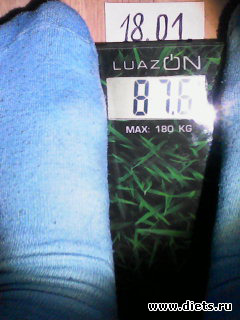 18.01.
LUAZON
87.6
MAX: 180 KG
www.diets.ru